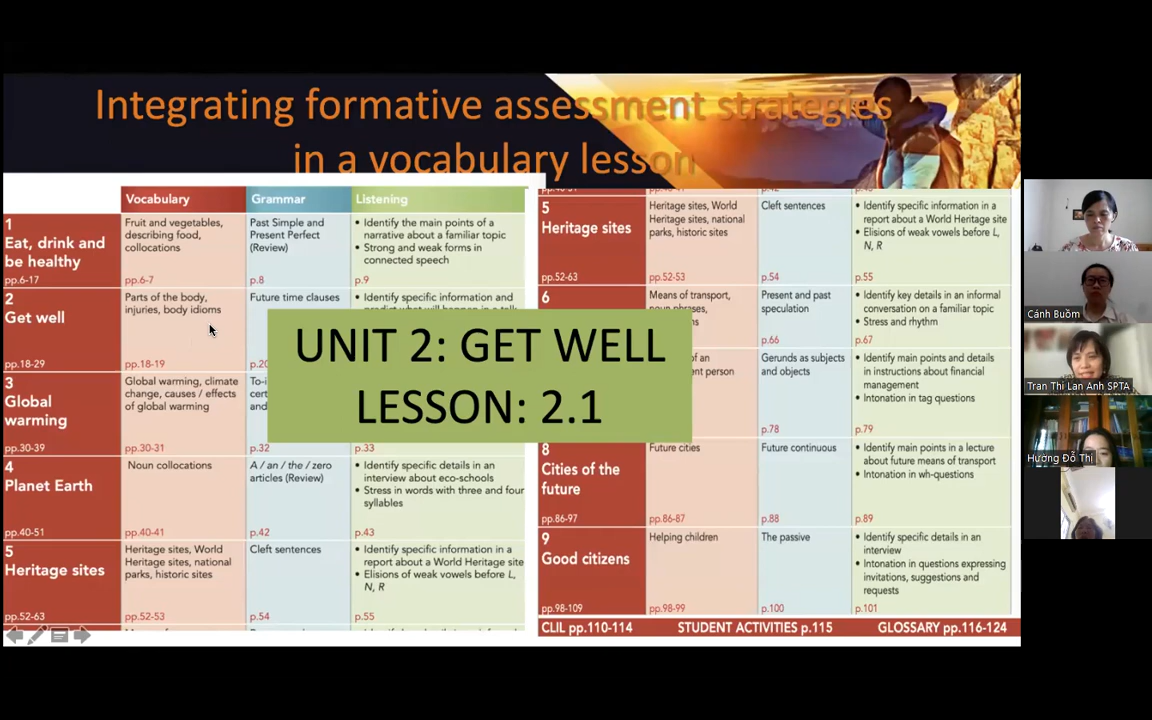 Integrating formative assessment strategies
in a vocabulary lesson
Vocabulary
Grammar
Listening
1
Eat, drink and
be healthy
pp.6-17
Fruit and vegetables,
describing food,
collocations
pp.6-7
Past Simple and
Present Perfect
(Review)
p.8
• Identify the main points of a
narrative about a familiar topic
• Strong and weak forms in
connected speech
p.9
2
Get well
pp.18-29
Parts of the body,
injuries, body idioms
pp.18-19
Future time clauses
p.20
• Identify specific information and
UNIT 2: GET WELL
LESSON: 2.1
3
Global
warming
pp.30-39
Global warming, climate
change, causes / effects
of global warming
pp.30-31
To-i
cert
and
p.32
p.33
4
Planet Earth
pp.40-51
Noun collocations
pp.40-41
A / an / the / zero
articles (Review)
p.42
• Identify specific details in an
interview about eco-schools
• Stress in words with three and four
syllables
p.43
5
Heritage sites
pp.52-63
Heritage sites, World
Heritage sites, national
parks, historic sites
pp.52-53
Cleft sentences
p.54
• Identify specific information in a
report about a World Heritage site
• Elisions of weak vowels before L,
N, R
p.55
5
Heritage sites
pp.52-63
Heritage sites, World
Heritage sites, national
parks, historic sites
pp.52-53
Cleft sentences
p.54
• Identify specific information in a
report about a World Heritage site
• Elisions of weak vowels before L,
N, R
p.55
6
Means of transport,
noun phrases,
Present and past
speculation
p.66
• Identify key details in an informal
conversation on a familiar topic
• Stress and rhythm
p.67
of an
person
Gerunds as subjects
and objects
p.78
• Identify main points and details
in instructions about financial
management
• Intonation in tag questions
p.79
8
Cities of the
future
pp.86-97
Future cities
pp.86-87
Future continuous
p.88
• Identify main points in a lecture
about future means of transport
• Intonation in wh-questions
p.89
9
Good citizens
pp.98-109
Helping children
pp.98-99
The passive
p.100
• Identify specific details in an
interview
• Intonation in questions expressing
invitations, suggestions and
requests
p.101
CLIL pp.110-114
STUDENT ACTIVITIES p.115
GLOSSARY pp.116-124
Cánh Buồm
Tran Thi Lan Anh SPTA
Hương Đỗ Thị